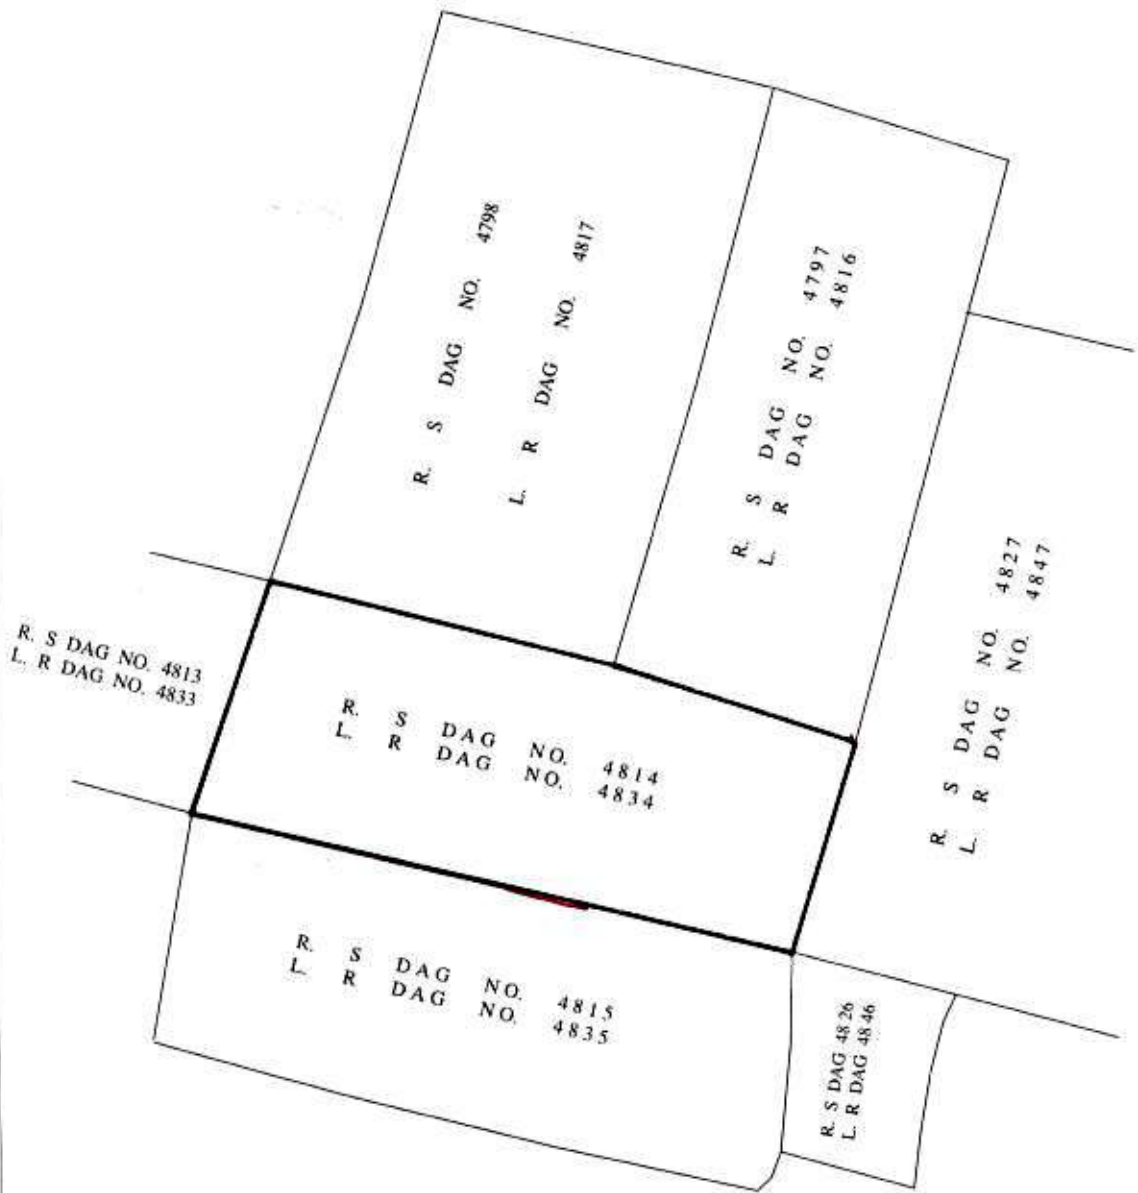 R. S DAG NO. 4798
L. R DAG NO. 4817
R. S DAG NO. 4797
L. R DAG NO. 4816
R. S DAG NO. 4827
L. R DAG NO. 4847
R. S DAG NO. 4813
L. R DAG NO. 4833
R. S DAG NO. 4814
L. R DAG NO. 4834
R. S DAG NO. 4815
L. R DAG NO. 4835
R. S DAG 4826
L. R DAG 4846